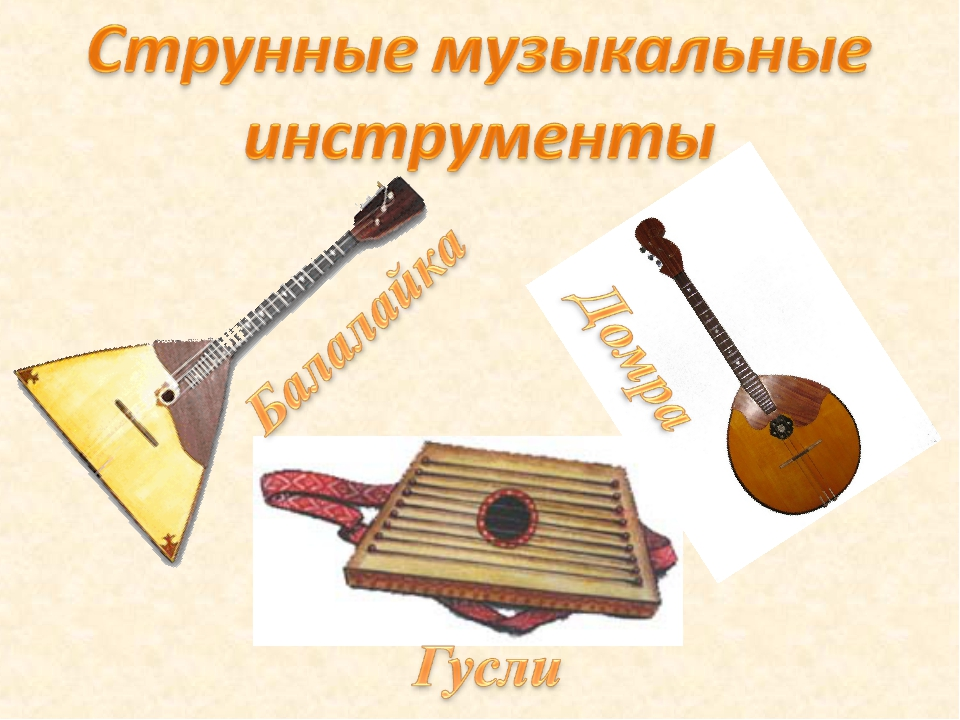 Струнные музыкальные
инструменты
Балалайка
Домра
Гусли